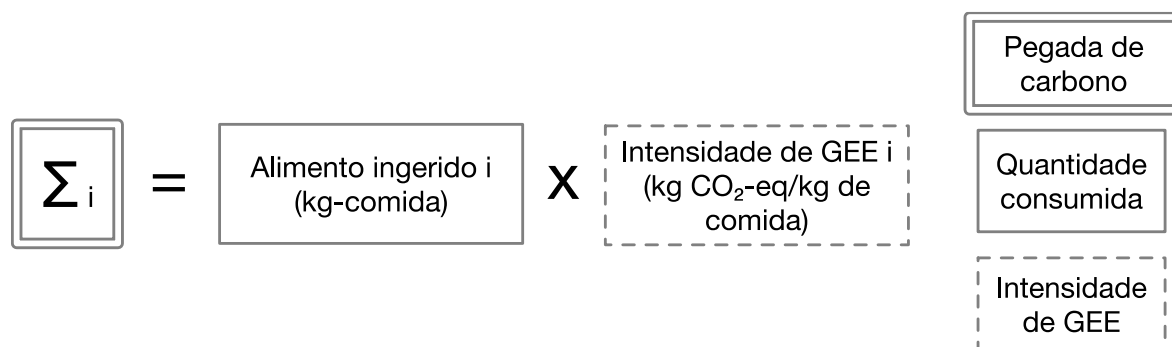 Σ i = Alimento ingerido i
(kg-comida)
X
Intensidade de GEE i
(kg CO₂-eq/kg de
comida)
Pegada de
carbono
Quantidade
consumida
Intensidade
de GEE